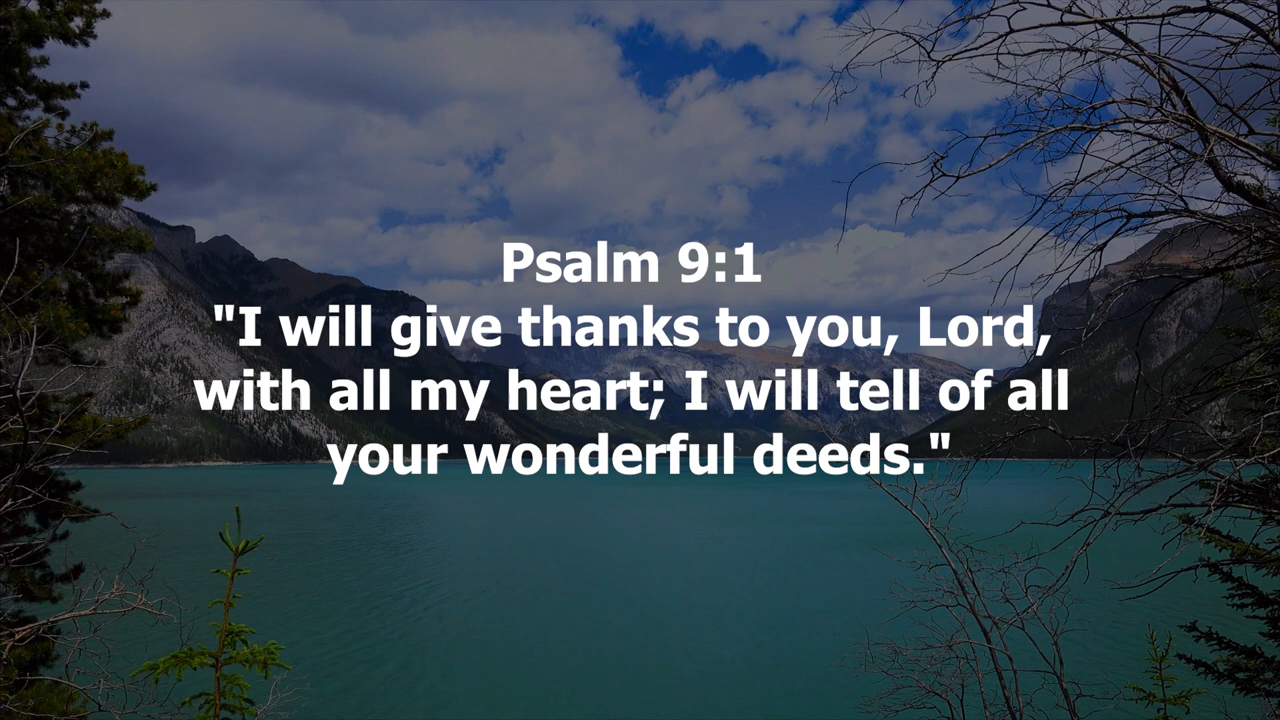 Psalm 9:1
"I will give thanks to you, Lord,
with all my heart; I will tell of all
your wonderful deeds."